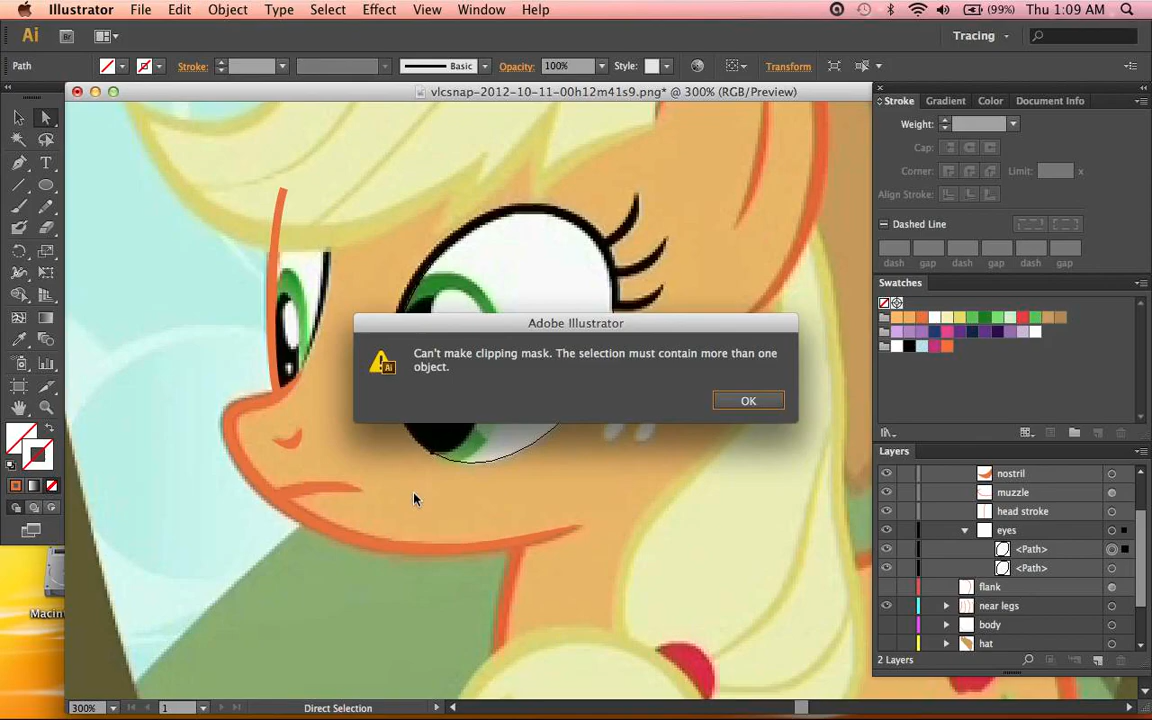 Illustrator File Edit Object Type Select Effect View Window Help (99%) Thu 1:09 AM
Ai Br Tracing
Path Stroke: Basic Opacity: 100% Style: Transform
vlcsnap-2012-10-11-00h12m41s9.png* @ 300% (RGB/Preview)
Stroke Gradient Color Document Info
Weight:
Cap:
Corner: Limit: x
Align Stroke:
Dashed Line
dash gap dash gap dash gap
Swatches
Adobe Illustrator
Can't make clipping mask. The selection must contain more than one
object.
Ai
OK
Layers
nostril
muzzle
head stroke
eyes
<Path>
<Path>
flank
near legs
body
hat
2 Layers
Macin
300% 1 Direct Selection